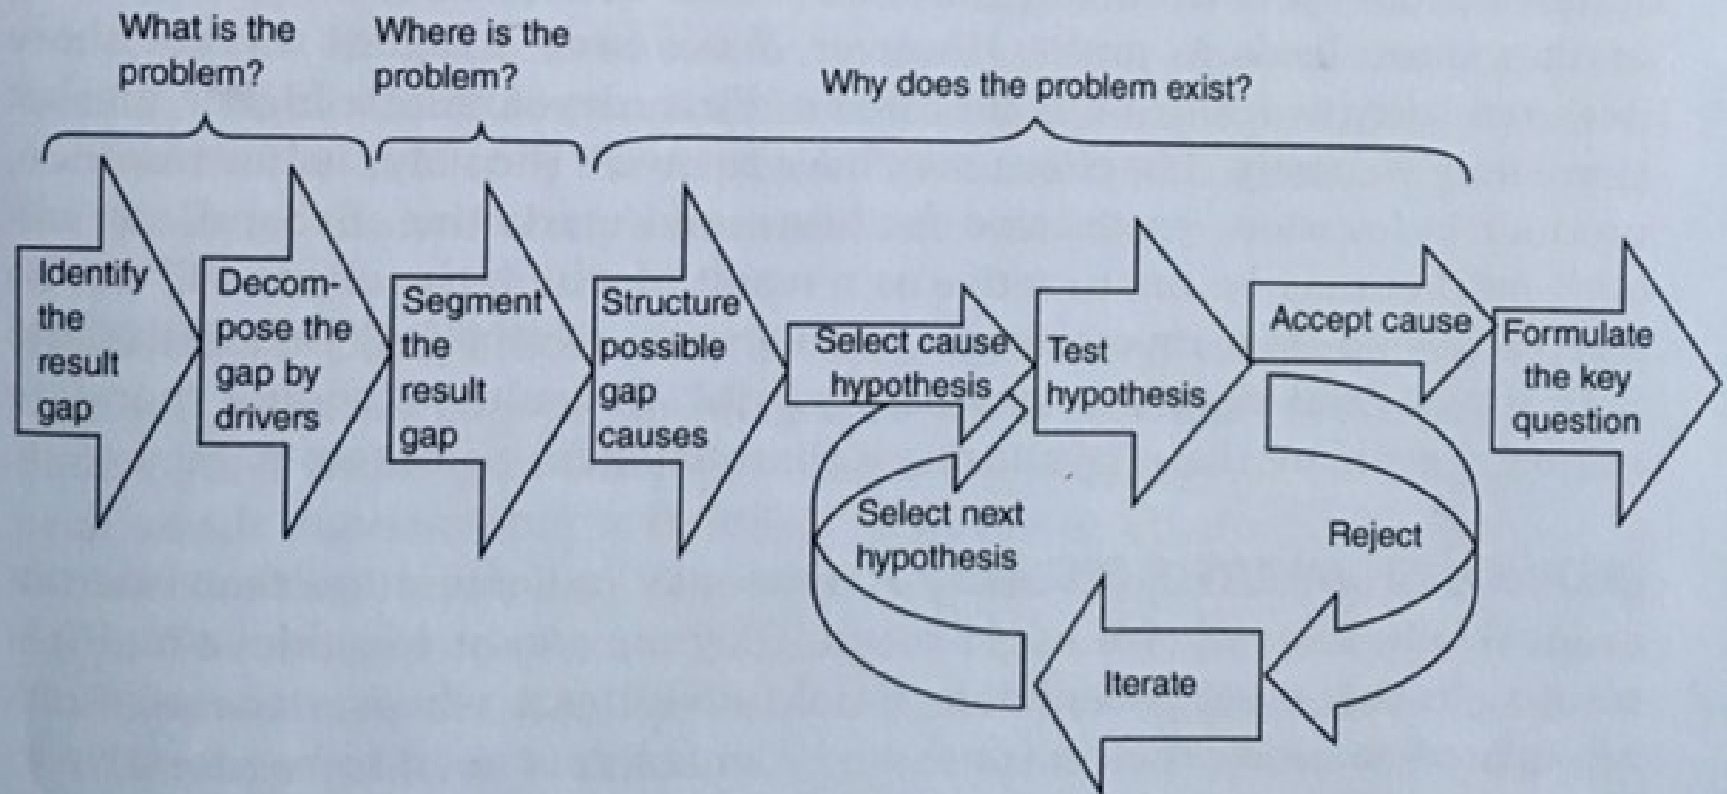 What is the
problem?
Where is the
problem?
Why does the problem exist?
Identify
the
result
gap
Decom-
pose the
gap by
drivers
Segment
the
result
gap
Structure
possible
gap
causes
Select cause
hypothesis
Test
hypothesis
Accept cause
Formulate
the key
question
Select next
hypothesis
Reject
Iterate